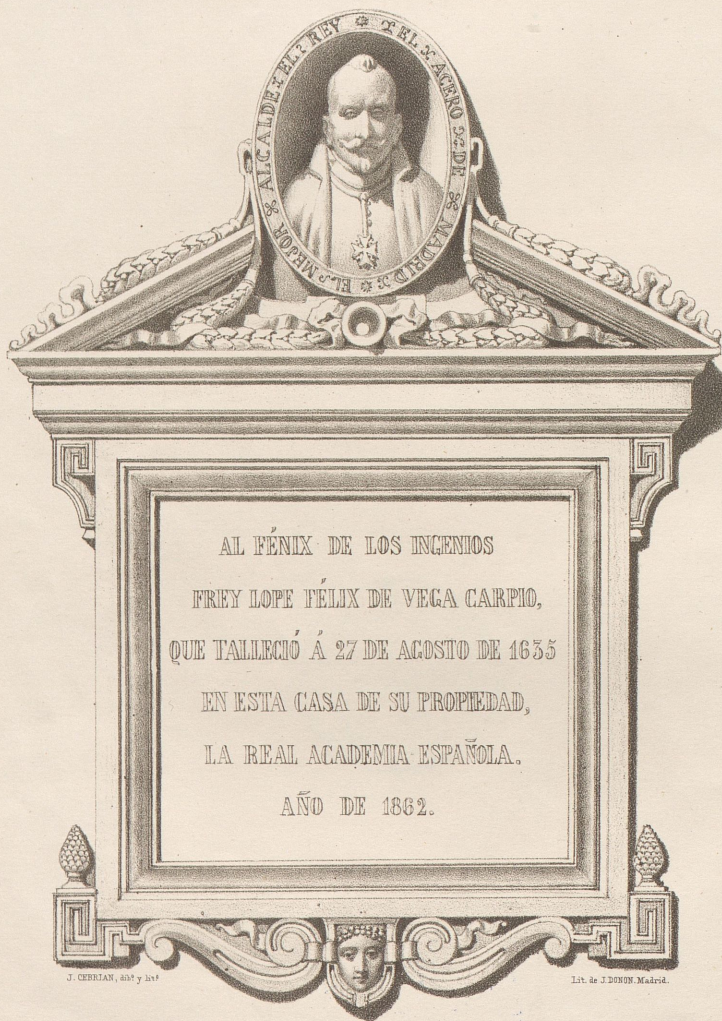 EL MEJOR ALCALDE EL REY
EL ACERO DE MADRID
AL FÉNIX DE LOS INGENIOS
FREY LOPE FÉLIX DE VEGA CARPIO,
QUE TALLECIÓ Á 27 DE AGOSTO DE 1635
EN ESTA CASA DE SU PROPIEDAD,
LA REAL ACADEMIA ESPAÑOLA.
AÑO DE 1862.
J. CEBRIAN, dibº y litº
Lit. de J. DONON. Madrid.